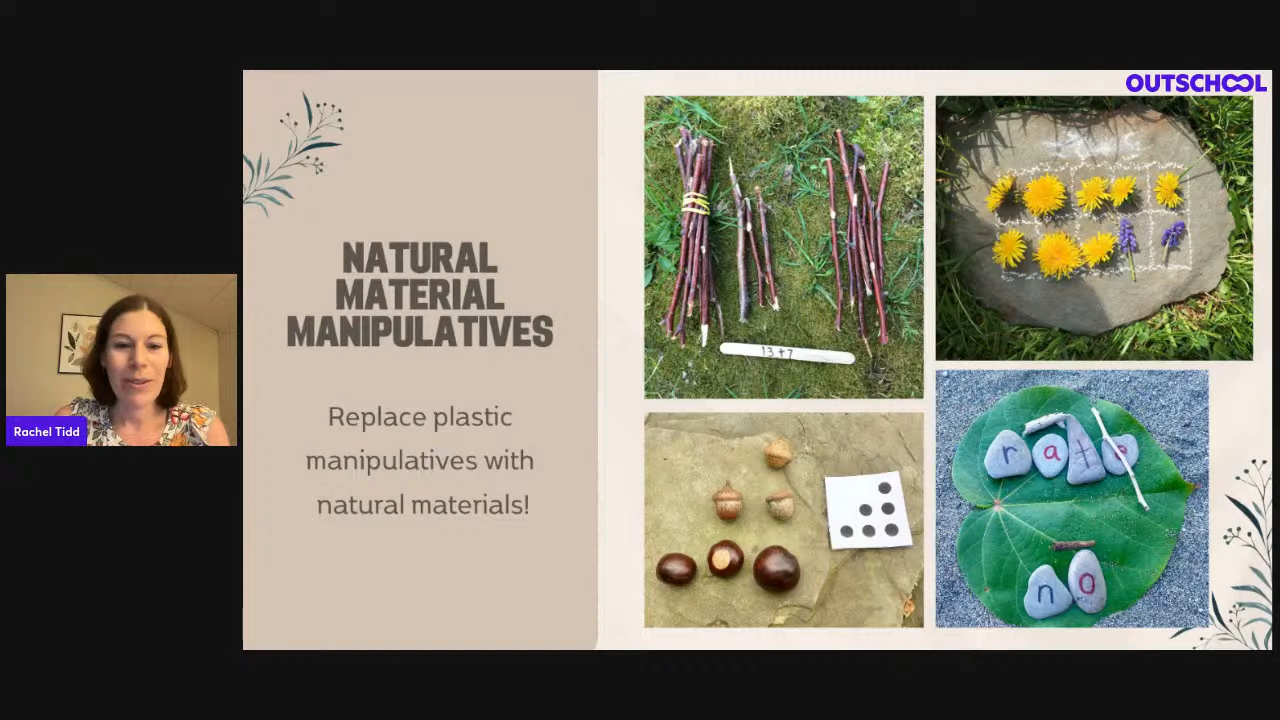 OUTSCHOOL
NATURAL
MATERIAL
MANIPULATIVES
Replace plastic
manipulatives with
natural materials!
Rachel Tidd
13 + 7
r a t e
n o